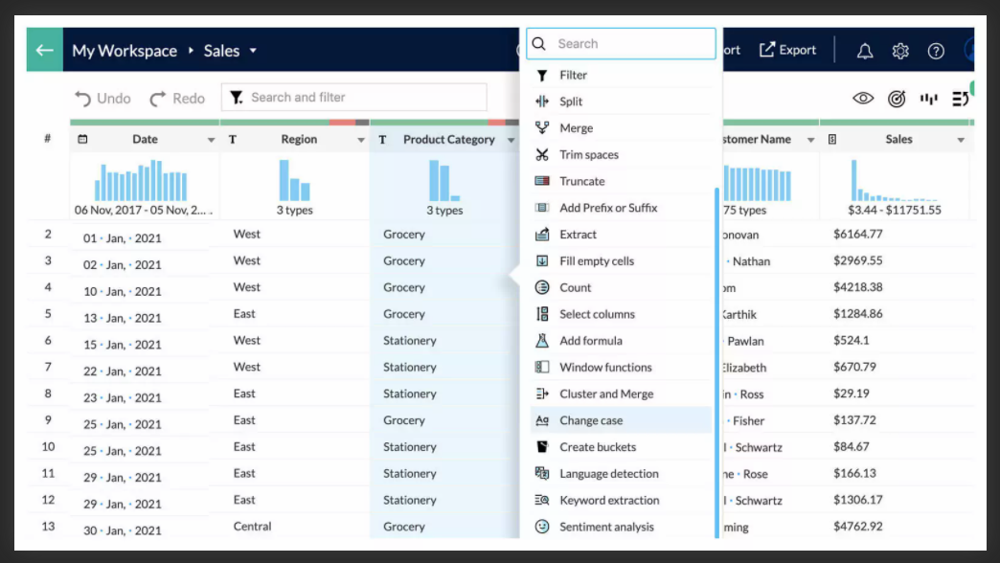 My Workspace ‣ Sales
Search
ort
Export
Undo
Redo
Search and filter
Filter
Split
Merge
Trim spaces
Truncate
Add Prefix or Suffix
Extract
Fill empty cells
Count
Select columns
Add formula
Window functions
Cluster and Merge
Change case
Create buckets
Language detection
Keyword extraction
Sentiment analysis
# Date T Region T Product Category stomer Name Sales
06 Nov, 2017 - 05 Nov, 2... 3 types 3 types 75 types $3.44 - $11751.55
2 01 · Jan, · 2021 West Grocery onovan $6164.77
3 02 · Jan, · 2021 West Grocery · Nathan $2969.55
4 10 · Jan, · 2021 West Grocery om $4218.38
5 13 · Jan, · 2021 East Grocery Karthik $1284.86
6 15 · Jan, · 2021 West Stationery · Pawlan $524.1
7 22 · Jan, · 2021 West Stationery Elizabeth $670.79
8 23 · Jan, · 2021 East Stationery in · Ross $29.19
9 25 · Jan, · 2021 East Grocery · Fisher $137.72
10 25 · Jan, · 2021 East Stationery l · Schwartz $84.67
11 29 · Jan, · 2021 East Stationery ne · Rose $166.13
12 29 · Jan, · 2021 East Stationery l · Schwartz $1306.17
13 30 · Jan, · 2021 Central Grocery ming $4762.92